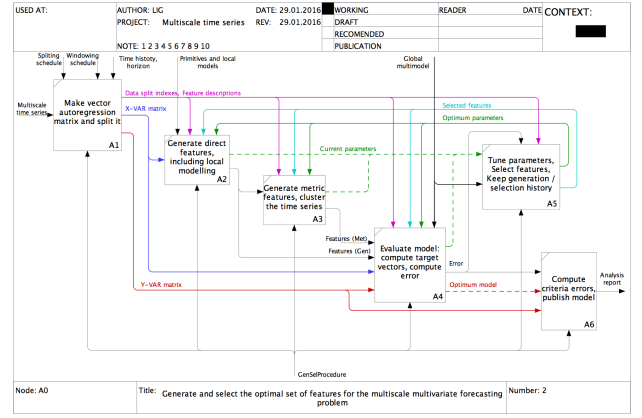 USED AT:
AUTHOR: LIG
DATE: 29.01.2016
WORKING
READER
DATE
CONTEXT:
PROJECT: Multiscale time series
REV: 29.01.2016
DRAFT
RECOMENDED
NOTE: 1 2 3 4 5 6 7 8 9 10
PUBLICATION
Spliting
schedule
Windowing
schedule
Time history,
horizon
Primitives and local
models
Global
multimodel
Multiscale
time series
Make vector
autoregression
matrix and split it
A1
Data split indexes, Feature descriptions
X-VAR matrix
Selected features
Optimum parameters
Generate direct
features,
including local
modelling
A2
Current parameters
Tune parameters,
Select features,
Keep generation /
selection history
A5
Generate metric
features, cluster
the time series
A3
Features (Met)
Features (Gen)
Evaluate model:
compute target
vectors, compute
error
A4
Error
Y-VAR matrix
Optimum model
Compute
criteria errors,
publish model
A6
Analysis
report
GenSelProcedure
Node: A0
Title: Generate and select the optimal set of features for the multiscale multivariate forecasting
problem
Number: 2